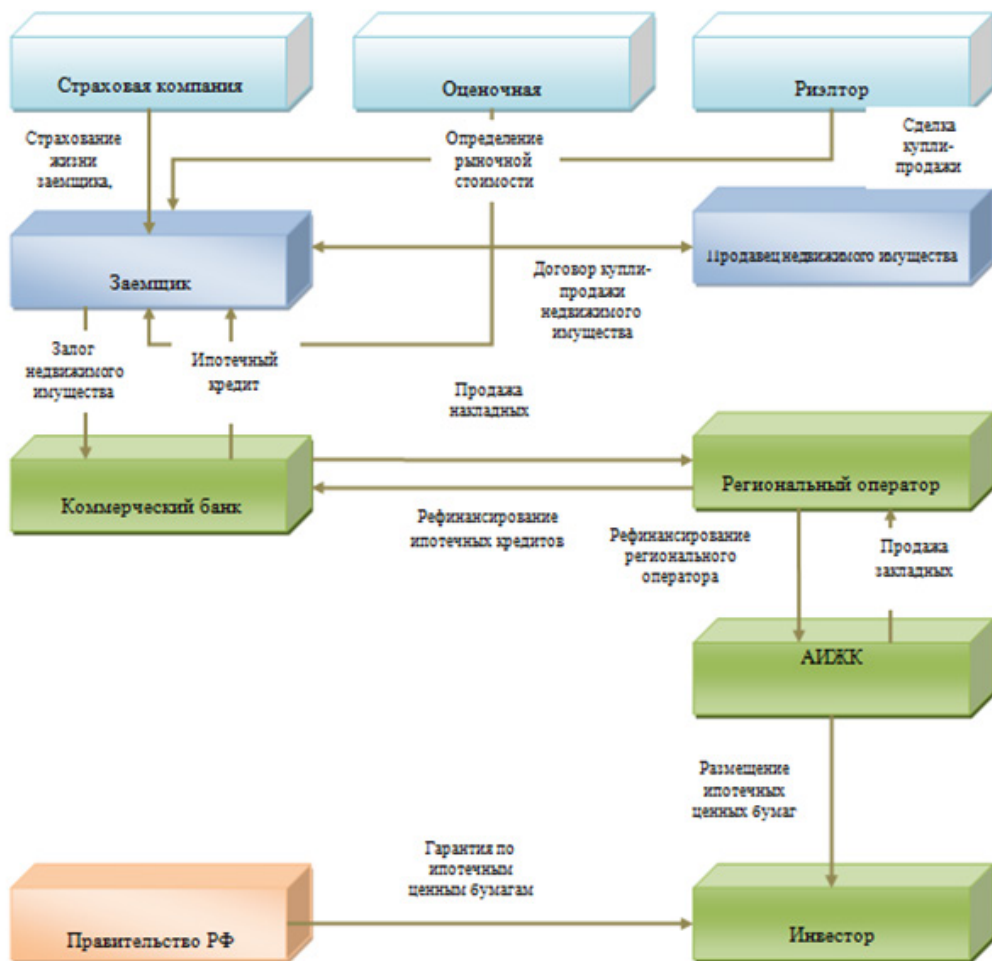 Страховая компания
Оценочная
Риэлтор
Страхование
жизни
заемщика,
Определение
рыночной
стоимости
Сделка
купли-
продажи
Заемщик
Продавец недвижимого имущества
Договор купли-
продажи
недвижимого
имущества
Залог
недвижимого
имущества
Ипотечный
кредит
Продажа
накладных
Коммерческий банк
Региональный оператор
Рефинансирование
ипотечных кредитов
Рефинансирование
регионального
оператора
Продажа
закладных
АИЖК
Размещение
ипотечных
ценных бумаг
Гарантия по
ипотечным
ценным бумагам
Правительство РФ
Инвестор